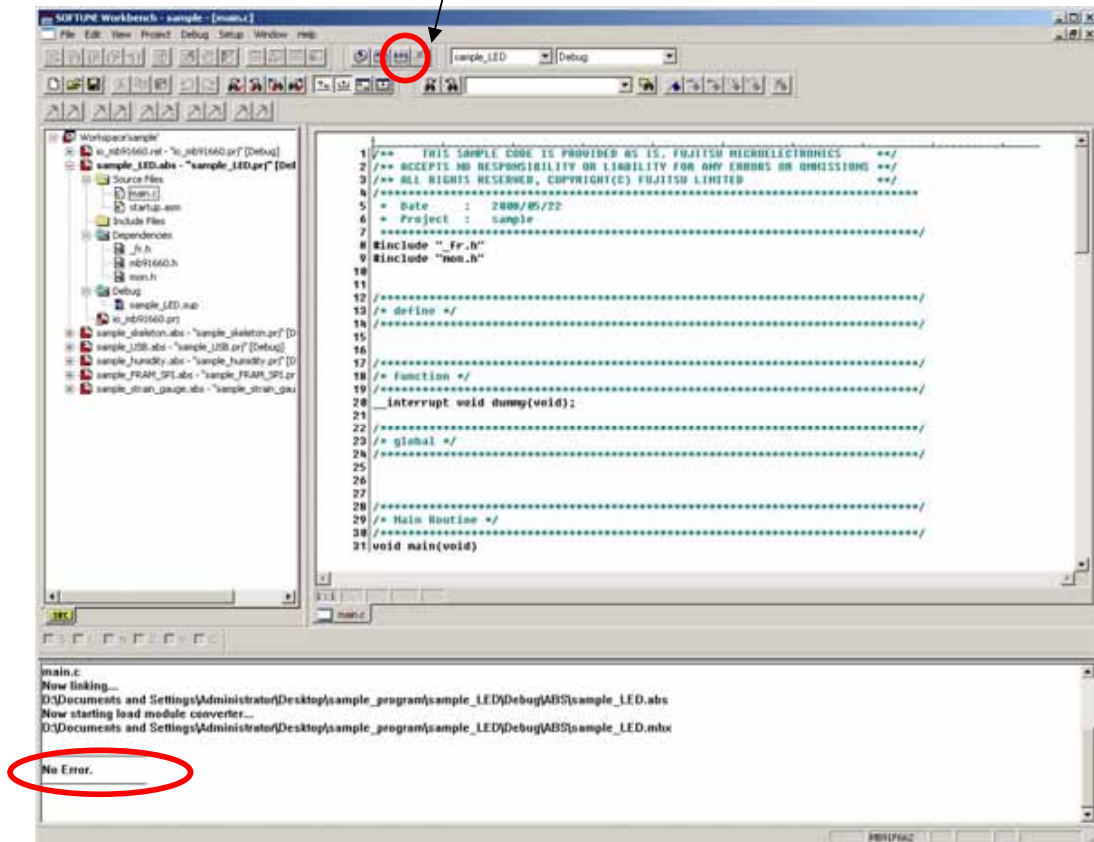 SOFTUNE Workbench - sample - [main.c]
File Edit View Project Debug Setup Window Help
sample_LED Debug
Workspace'sample'
io_mb91660.rel - "io_mb91660.prj" [Debug]
sample_LED.abs - "sample_LED.prj" [Del
Source Files
main.c
startup.asm
Include Files
Dependencies
_fr.h
mb91660.h
mon.h
Debug
sample_LED.sup
io_mb91660.prj
sample_skeleton.abs - "sample_skeleton.prj" [D
sample_USB.abs - "sample_USB.prj" [Debug]
sample_humidity.abs - "sample_humidity.prj" [D
sample_FRAM_SPI.abs - "sample_FRAM_SPI.pr
sample_strain_gauge.abs - "sample_strain_gau
SRC
1 /** THIS SAMPLE CODE IS PROVIDED AS IS. FUJITSU MICROELECTRONICS **/
2 /** ACCEPTS NO RESPONSIBILITY OR LIABILITY FOR ANY ERRORS OR OMMISSIONS **/
3 /** ALL RIGHTS RESERVED, COPYRIGHT(C) FUJITSU LIMITED **/
4 /*****************************************************************************
5 * Date : 2008/05/22
6 * Project : sample
7 *****************************************************************************/
8 #include "_fr.h"
9 #include "mon.h"
10
11
12 /*****************************************************************************/
13 /* define */
14 /*****************************************************************************/
15
16
17 /*****************************************************************************/
18 /* function */
19 /*****************************************************************************/
20 __interrupt void dummy(void);
21
22 /*****************************************************************************/
23 /* global */
24 /*****************************************************************************/
25
26
27
28 /*****************************************************************************/
29 /* Main Routine */
30 /*****************************************************************************/
31 void main(void)
1:1
main.c
main.c
Now linking...
D:\Documents and Settings\Administrator\Desktop\sample_program\sample_LED\Debug\ABS\sample_LED.abs
Now starting load module converter...
D:\Documents and Settings\Administrator\Desktop\sample_program\sample_LED\Debug\ABS\sample_LED.mhx
No Error.